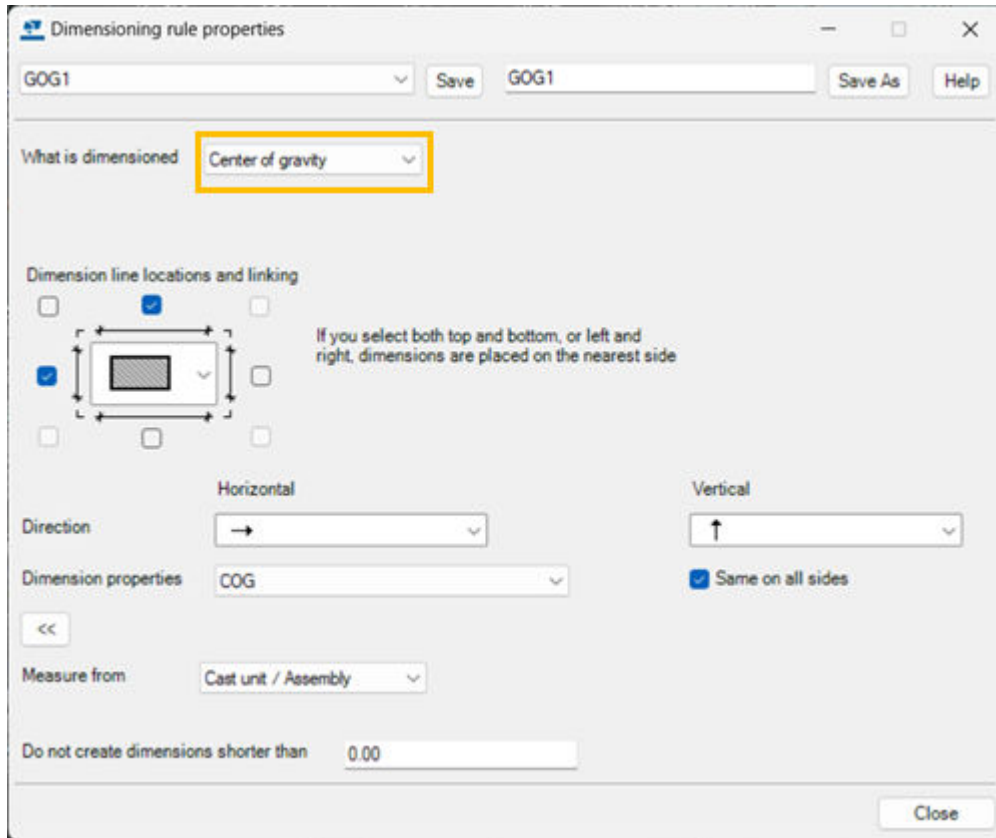 Dimensioning rule properties
GOG1 Save GOG1 Save As Help
What is dimensioned Center of gravity
Dimension line locations and linking
If you select both top and bottom, or left and
right, dimensions are placed on the nearest side
Horizontal Vertical
Direction
Dimension properties COG Same on all sides
<<
Measure from Cast unit / Assembly
Do not create dimensions shorter than 0.00
Close